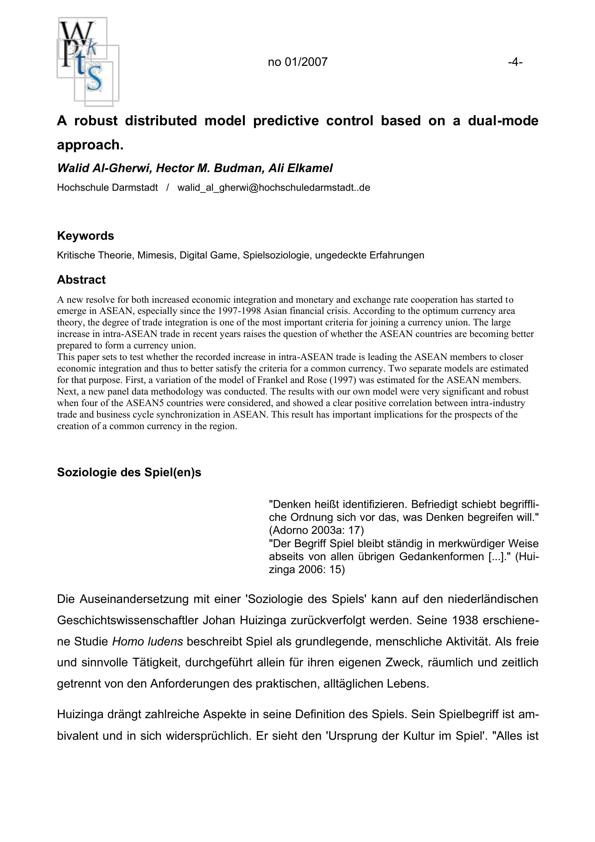 W
P k
t s
S
no 01/2007 -4-
A robust distributed model predictive control based on a dual-mode
approach.
Walid Al-Gherwi, Hector M. Budman, Ali Elkamel
Hochschule Darmstadt / walid_al_gherwi@hochschuledarmstadt..de
Keywords
Kritische Theorie, Mimesis, Digital Game, Spielsoziologie, ungedeckte Erfahrungen
Abstract
A new resolve for both increased economic integration and monetary and exchange rate cooperation has started to
emerge in ASEAN, especially since the 1997-1998 Asian financial crisis. According to the optimum currency area
theory, the degree of trade integration is one of the most important criteria for joining a currency union. The large
increase in intra-ASEAN trade in recent years raises the question of whether the ASEAN countries are becoming better
prepared to form a currency union.
This paper sets to test whether the recorded increase in intra-ASEAN trade is leading the ASEAN members to closer
economic integration and thus to better satisfy the criteria for a common currency. Two separate models are estimated
for that purpose. First, a variation of the model of Frankel and Rose (1997) was estimated for the ASEAN members.
Next, a new panel data methodology was conducted. The results with our own model were very significant and robust
when four of the ASEAN5 countries were considered, and showed a clear positive correlation between intra-industry
trade and business cycle synchronization in ASEAN. This result has important implications for the prospects of the
creation of a common currency in the region.
Soziologie des Spiel(en)s
"Denken heißt identifizieren. Befriedigt schiebt begriffli-
che Ordnung sich vor das, was Denken begreifen will."
(Adorno 2003a: 17)
"Der Begriff Spiel bleibt ständig in merkwürdiger Weise
abseits von allen übrigen Gedankenformen [...]." (Hui-
zinga 2006: 15)
Die Auseinandersetzung mit einer 'Soziologie des Spiels' kann auf den niederländischen
Geschichtswissenschaftler Johan Huizinga zurückverfolgt werden. Seine 1938 erschiene-
ne Studie Homo ludens beschreibt Spiel als grundlegende, menschliche Aktivität. Als freie
und sinnvolle Tätigkeit, durchgeführt allein für ihren eigenen Zweck, räumlich und zeitlich
getrennt von den Anforderungen des praktischen, alltäglichen Lebens.
Huizinga drängt zahlreiche Aspekte in seine Definition des Spiels. Sein Spielbegriff ist am-
bivalent und in sich widersprüchlich. Er sieht den 'Ursprung der Kultur im Spiel'. "Alles ist